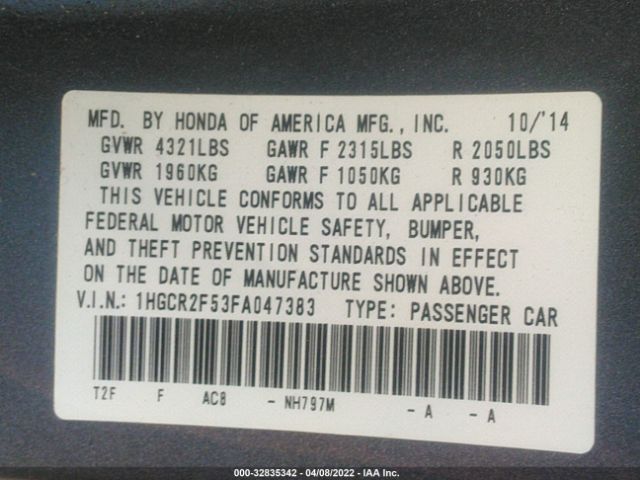 MFD. BY HONDA OF AMERICA MFG., INC. 10/'14
GVWR 4321LBS GAWR F 2315LBS R 2050LBS
GVWR 1960KG GAWR F 1050KG R 930KG
THIS VEHICLE CONFORMS TO ALL APPLICABLE
FEDERAL MOTOR VEHICLE SAFETY, BUMPER,
AND THEFT PREVENTION STANDARDS IN EFFECT
ON THE DATE OF MANUFACTURE SHOWN ABOVE.
V.I.N.: 1HGCR2F53FA047383 TYPE: PASSENGER CAR
T2F F AC8 - NH797M - A - A
000-32835342 - 04/08/2022 - IAA Inc.